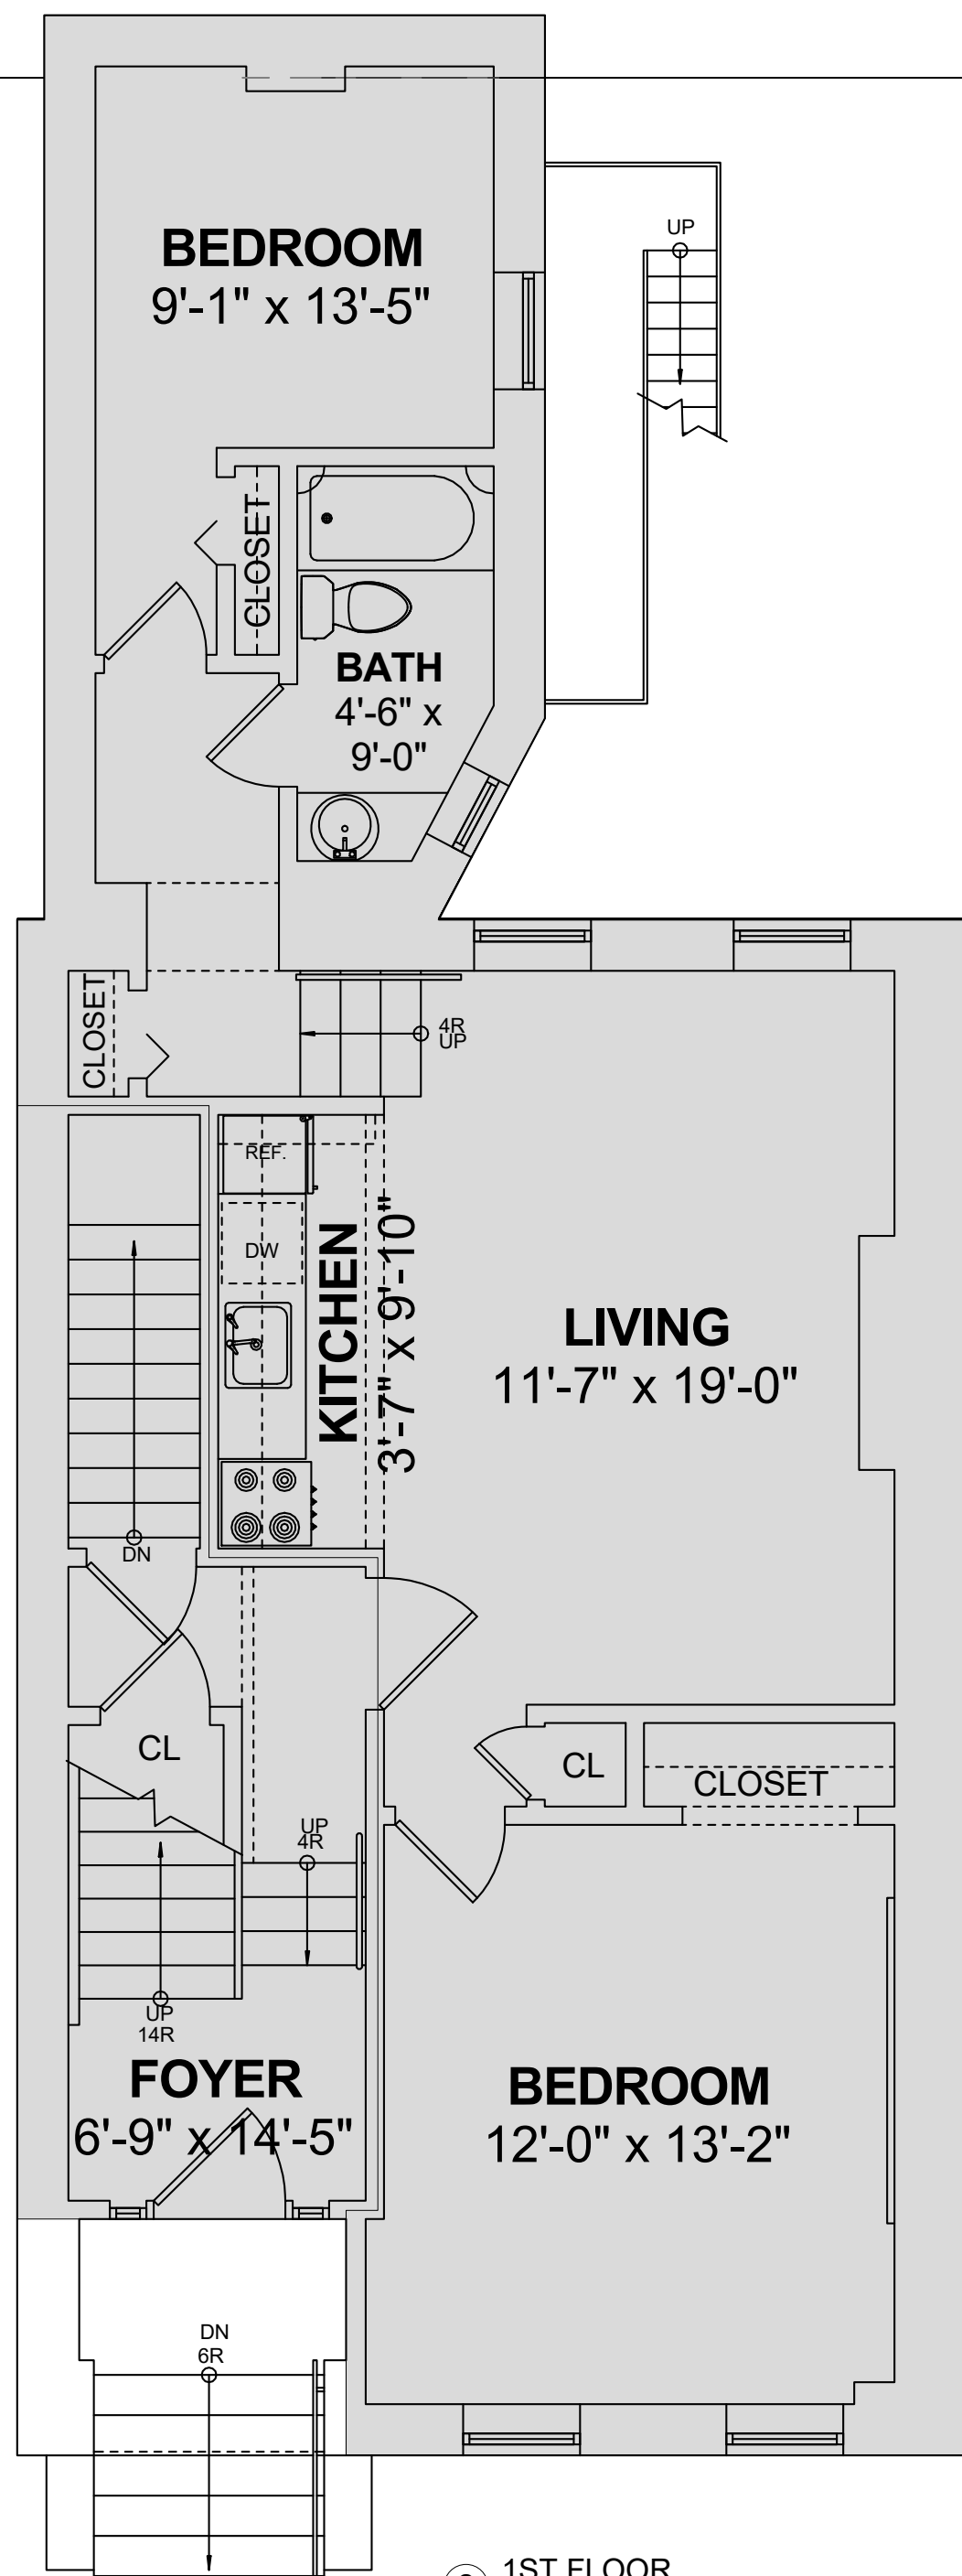 UP
BEDROOM
9'-1" x 13'-5"
CLOSET
BATH
4'-6" x
9'-0"
CLOSET
4R
UP
REF.
DW
KITCHEN
3'-7" x 9'-10"
LIVING
11'-7" x 19'-0"
DN
CL
CL
CLOSET
UP
4R
UP
14R
FOYER
6'-9" x 14'-5"
BEDROOM
12'-0" x 13'-2"
DN
6R
1ST FLOOR